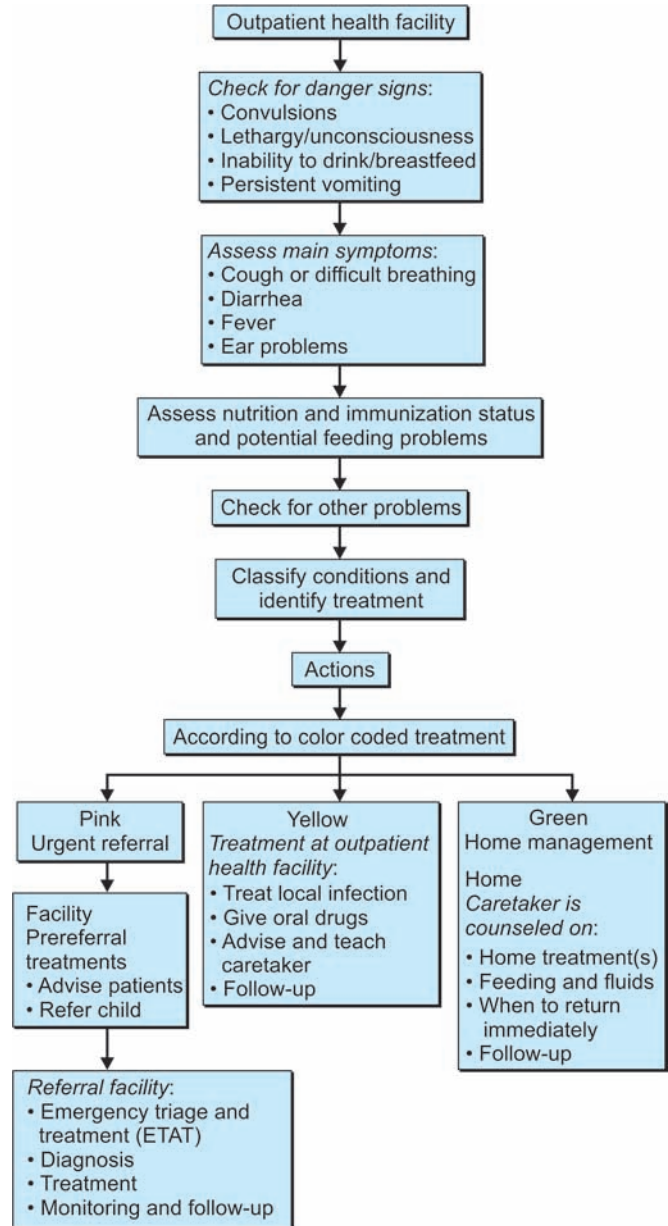 Outpatient health facility
Check for danger signs:
• Convulsions
• Lethargy/unconsciousness
• Inability to drink/breastfeed
• Persistent vomiting
Assess main symptoms:
• Cough or difficult breathing
• Diarrhea
• Fever
• Ear problems
Assess nutrition and immunization status
and potential feeding problems
Check for other problems
Classify conditions and
identify treatment
Actions
According to color coded treatment
Pink
Urgent referral
Facility
Prereferral
treatments
• Advise patients
• Refer child
Referral facility:
• Emergency triage and
treatment (ETAT)
• Diagnosis
• Treatment
• Monitoring and follow-up
Yellow
Treatment at outpatient
health facility:
• Treat local infection
• Give oral drugs
• Advise and teach
caretaker
• Follow-up
Green
Home management
Home
Caretaker is
counseled on:
• Home treatment(s)
• Feeding and fluids
• When to return
immediately
• Follow-up